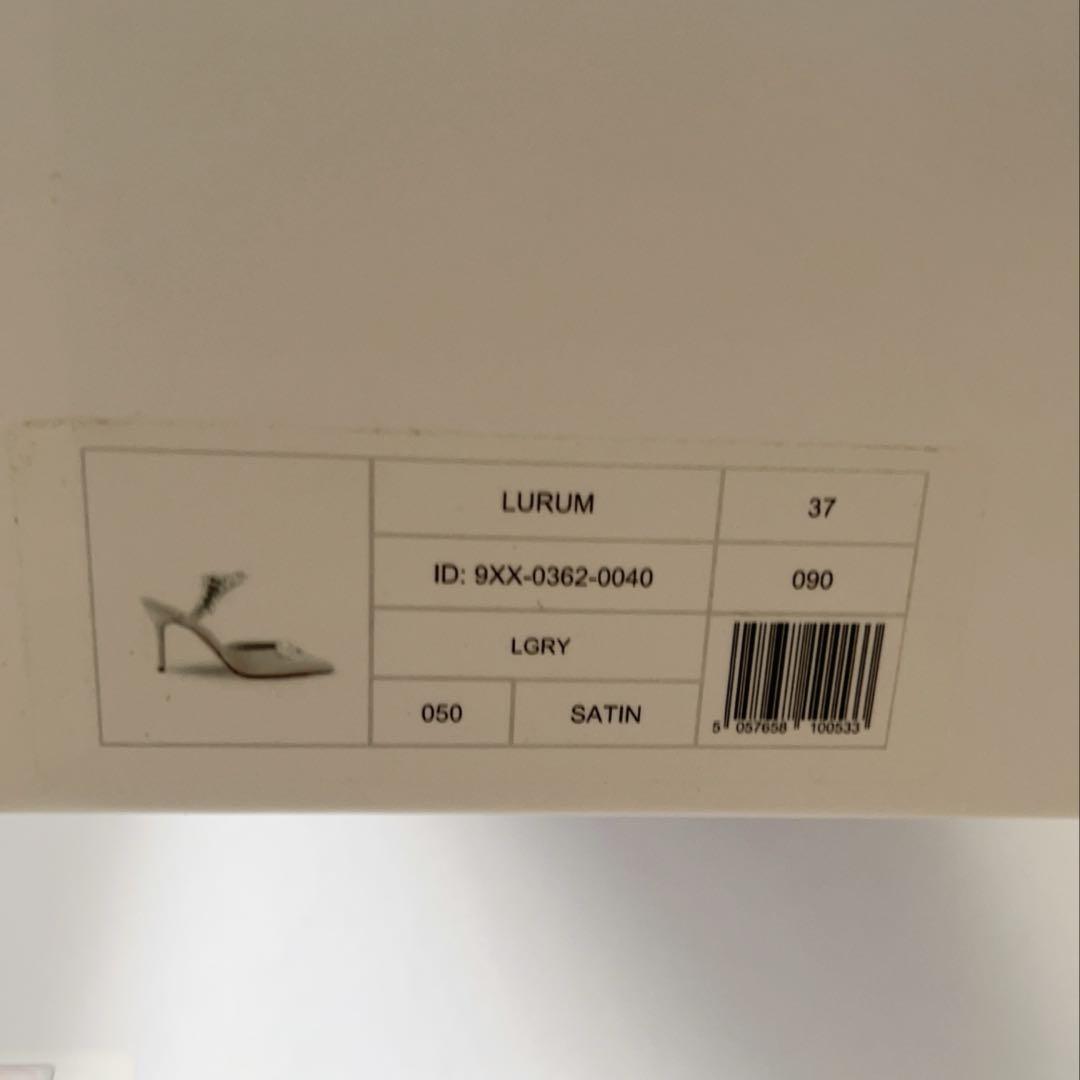 LURUM
37
ID: 9XX-0362-0040
090
LGRY
050
SATIN
5 057658 100533